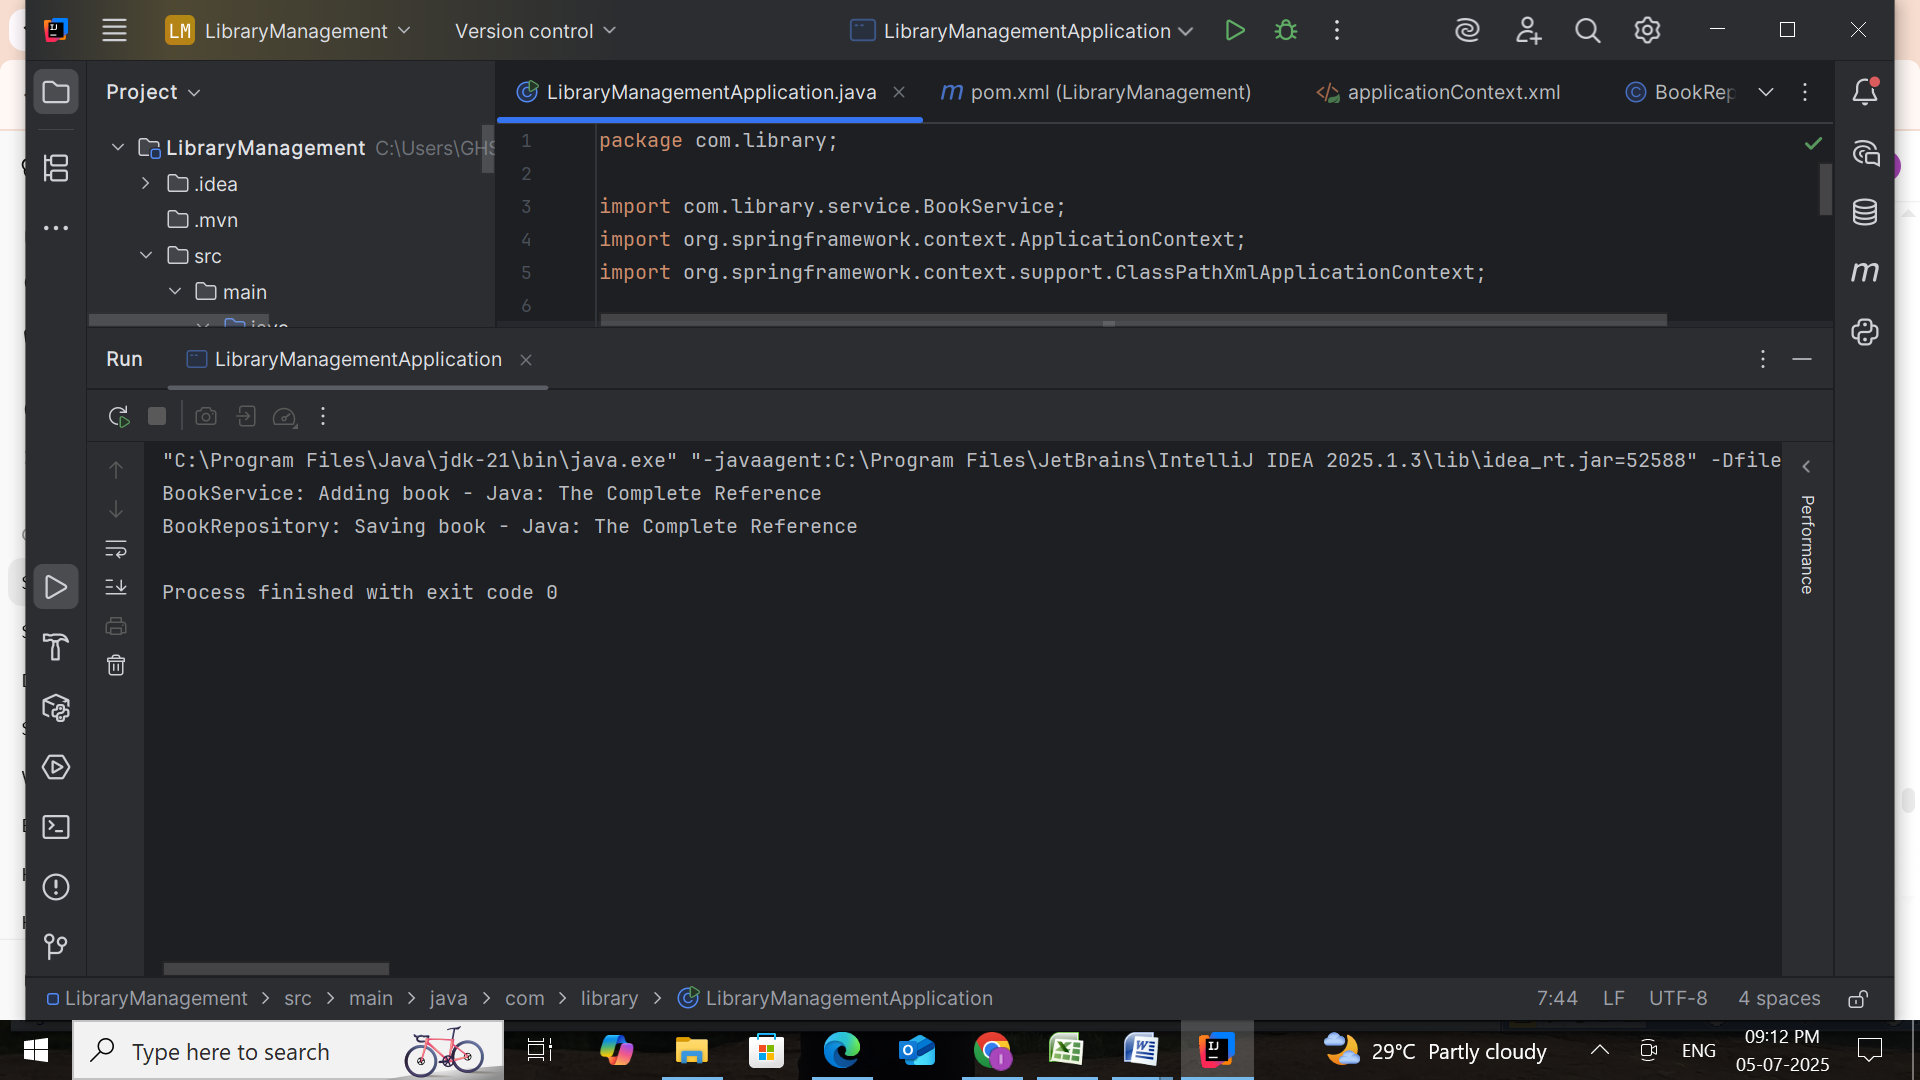 LM LibraryManagement Version control LibraryManagementApplication
Project
LibraryManagementApplication.java pom.xml (LibraryManagement) applicationContext.xml BookRep
LibraryManagement C:\Users\GHS
.idea
.mvn
src
main
java
1 package com.library;
2
3 import com.library.service.BookService;
4 import org.springframework.context.ApplicationContext;
5 import org.springframework.context.support.ClassPathXmlApplicationContext;
6
Run LibraryManagementApplication
"C:\Program Files\Java\jdk-21\bin\java.exe" "-javaagent:C:\Program Files\JetBrains\IntelliJ IDEA 2025.1.3\lib\idea_rt.jar=52588" -Dfile
BookService: Adding book - Java: The Complete Reference
BookRepository: Saving book - Java: The Complete Reference
Process finished with exit code 0
Performance
LibraryManagement > src > main > java > com > library > LibraryManagementApplication
7:44 LF UTF-8 4 spaces
Type here to search
29°C Partly cloudy
ENG
09:12 PM
05-07-2025